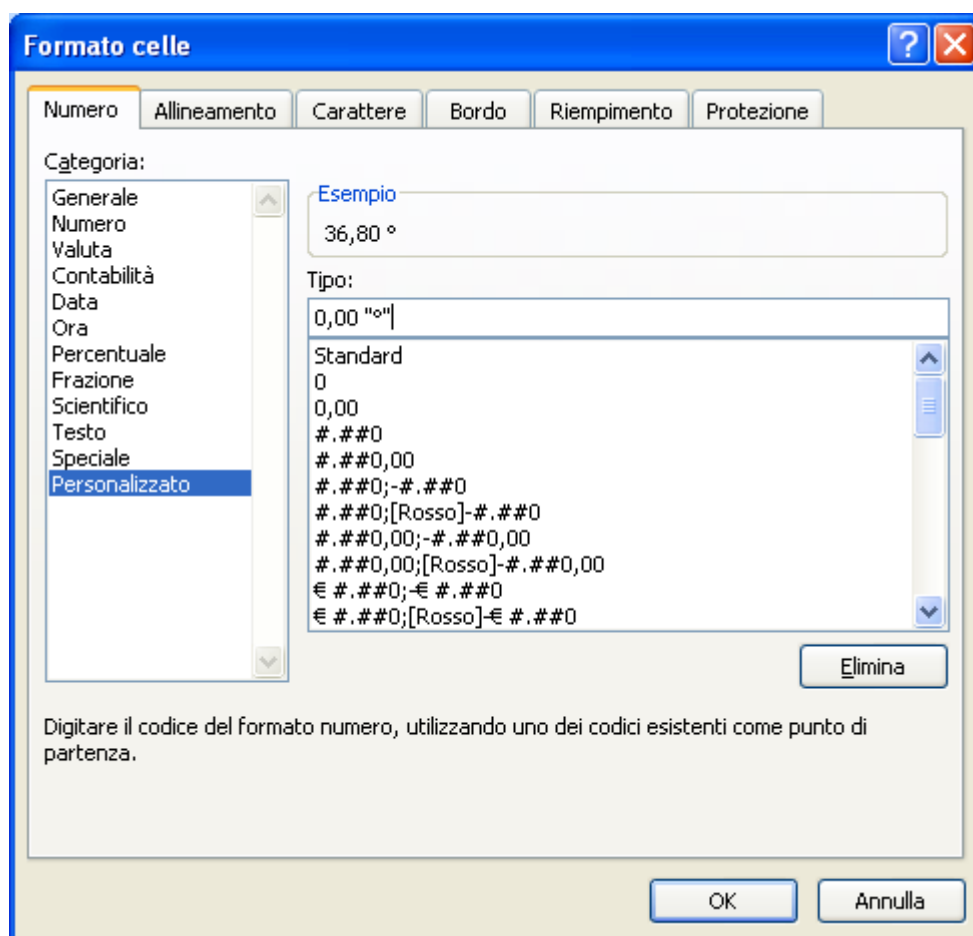 Formato celle
Numero Allineamento Carattere Bordo Riempimento Protezione
Categoria:
Generale
Numero
Valuta
Contabilità
Data
Ora
Percentuale
Frazione
Scientifico
Testo
Speciale
Personalizzato
Esempio
36,80 °
Tipo:
0,00 "°"
Standard
0
0,00
#.##0
#.##0,00
#.##0;-#.##0
#.##0;[Rosso]-#.##0
#.##0,00;-#.##0,00
#.##0,00;[Rosso]-#.##0,00
€ #.##0;-€ #.##0
€ #.##0;[Rosso]-€ #.##0
Elimina
Digitare il codice del formato numero, utilizzando uno dei codici esistenti come punto di
partenza.
OK Annulla